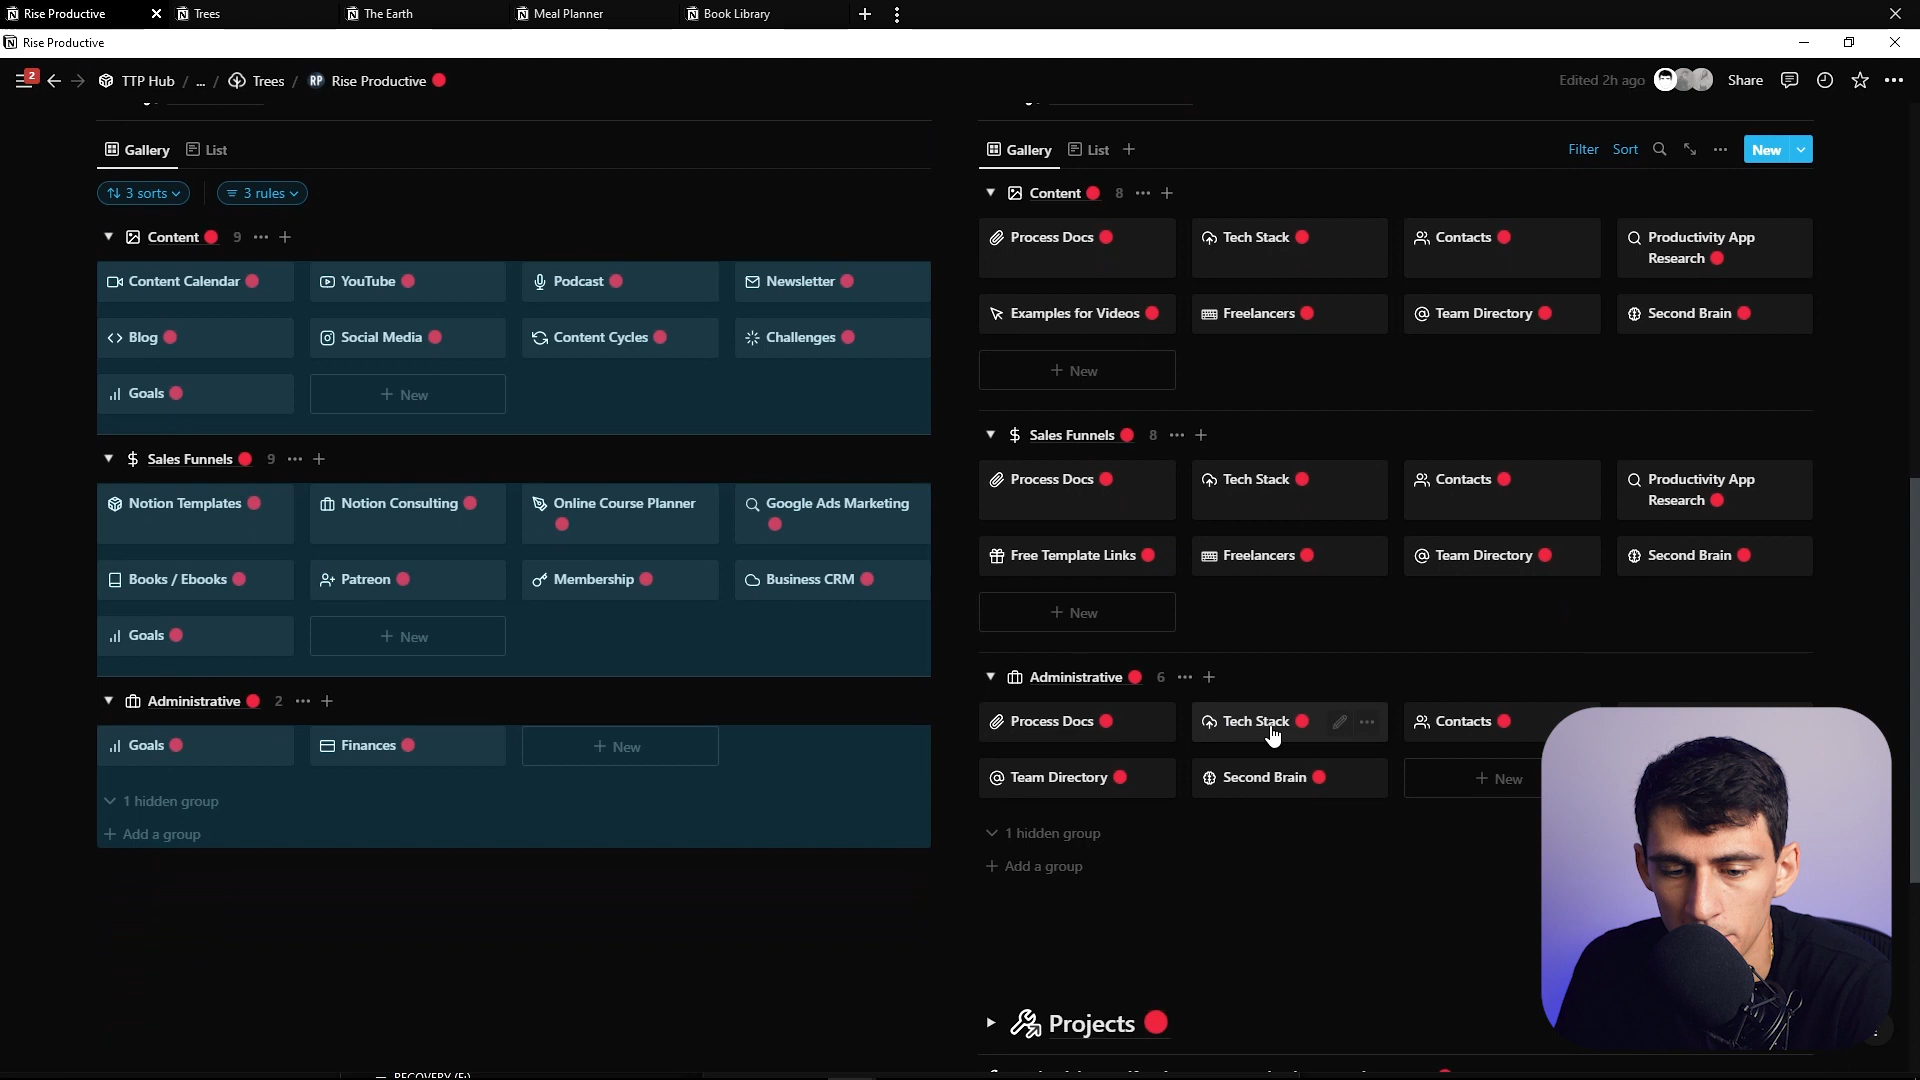 Rise Productive
Trees
The Earth
Meal Planner
Book Library
Rise Productive
2
TTP Hub / ... / Trees / RP Rise Productive
Edited 2h ago
Share
Gallery
List
3 sorts
3 rules
Content 9
Content Calendar
YouTube
Podcast
Newsletter
Blog
Social Media
Content Cycles
Challenges
Goals
New
Sales Funnels 9
Notion Templates
Notion Consulting
Online Course Planner
Google Ads Marketing
Books / Ebooks
Patreon
Membership
Business CRM
Goals
New
Administrative 2
Goals
Finances
New
1 hidden group
Add a group
Gallery
List
Filter
Sort
New
Content 8
Process Docs
Tech Stack
Contacts
Productivity App
Research
Examples for Videos
Freelancers
Team Directory
Second Brain
New
Sales Funnels 8
Process Docs
Tech Stack
Contacts
Productivity App
Research
Free Template Links
Freelancers
Team Directory
Second Brain
New
Administrative 6
Process Docs
Tech Stack
Contacts
Team Directory
Second Brain
New
1 hidden group
Add a group
Projects
RECOVERY (F:)